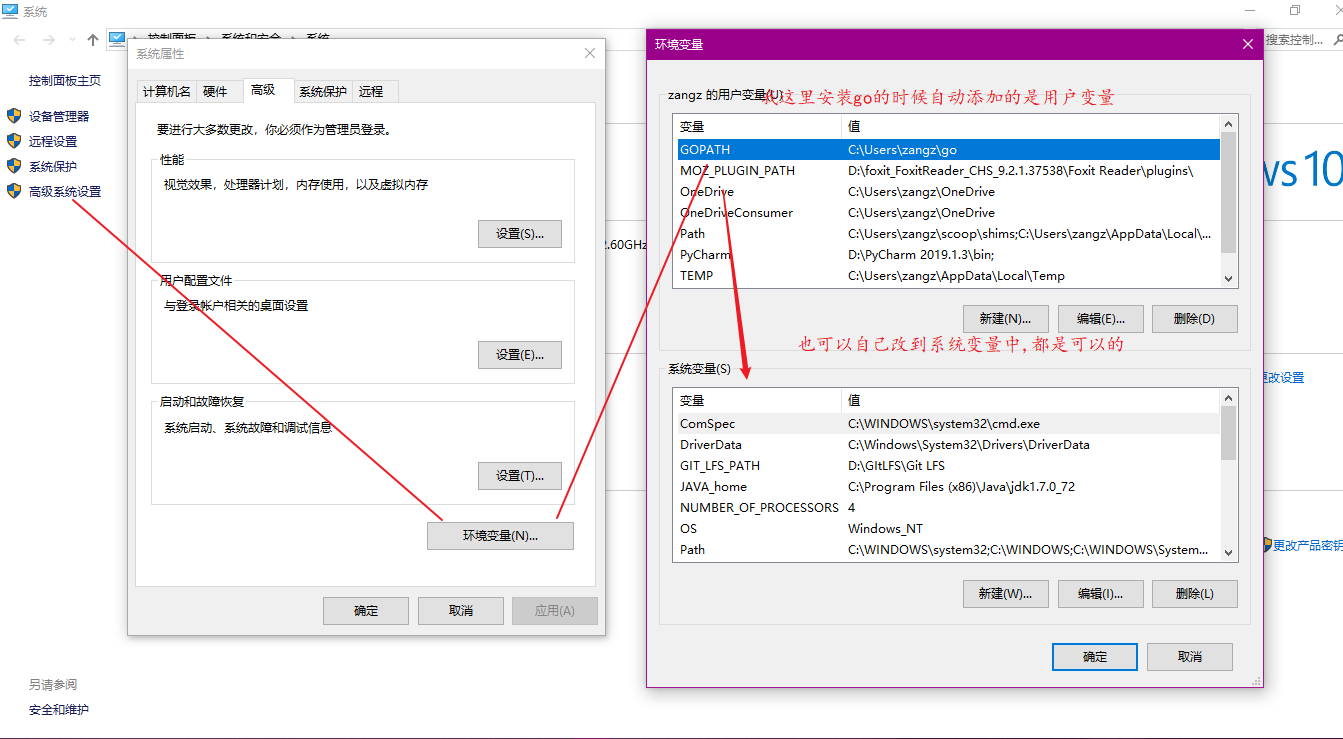 系统
控制面板 系统和安全 系统
搜索控制...
控制面板主页
设备管理器
远程设置
系统保护
高级系统设置
另请参阅
安全和维护
系统属性
计算机名 硬件 高级 系统保护 远程
要进行大多数更改，你必须作为管理员登录。
性能
视觉效果，处理器计划，内存使用，以及虚拟内存
设置(S)...
用户配置文件
与登录帐户相关的桌面设置
设置(E)...
启动和故障恢复
系统启动、系统故障和调试信息
设置(T)...
环境变量(N)...
确定 取消 应用(A)
2.60GHz
环境变量
zangz 的用户变量(U)
我这里安装go的时候自动添加的是用户变量
变量 值
GOPATH C:\Users\zangz\go
MOZ_PLUGIN_PATH D:\foxit_FoxitReader_CHS_9.2.1.37538\Foxit Reader\plugins\
OneDrive C:\Users\zangz\OneDrive
OneDriveConsumer C:\Users\zangz\OneDrive
Path C:\Users\zangz\scoop\shims;C:\Users\zangz\AppData\Local\...
PyCharm D:\PyCharm 2019.1.3\bin;
TEMP C:\Users\zangz\AppData\Local\Temp
新建(N)... 编辑(E)... 删除(D)
也可以自己改到系统变量中,都是可以的
系统变量(S)
变量 值
ComSpec C:\WINDOWS\system32\cmd.exe
DriverData C:\Windows\System32\Drivers\DriverData
GIT_LFS_PATH D:\GItLFS\Git LFS
JAVA_home C:\Program Files (x86)\Java\jdk1.7.0_72
NUMBER_OF_PROCESSORS 4
OS Windows_NT
Path C:\WINDOWS\system32;C:\WINDOWS;C:\WINDOWS\System...
新建(W)... 编辑(I)... 删除(L)
确定 取消
ws 10
更改设置
更改产品密钥